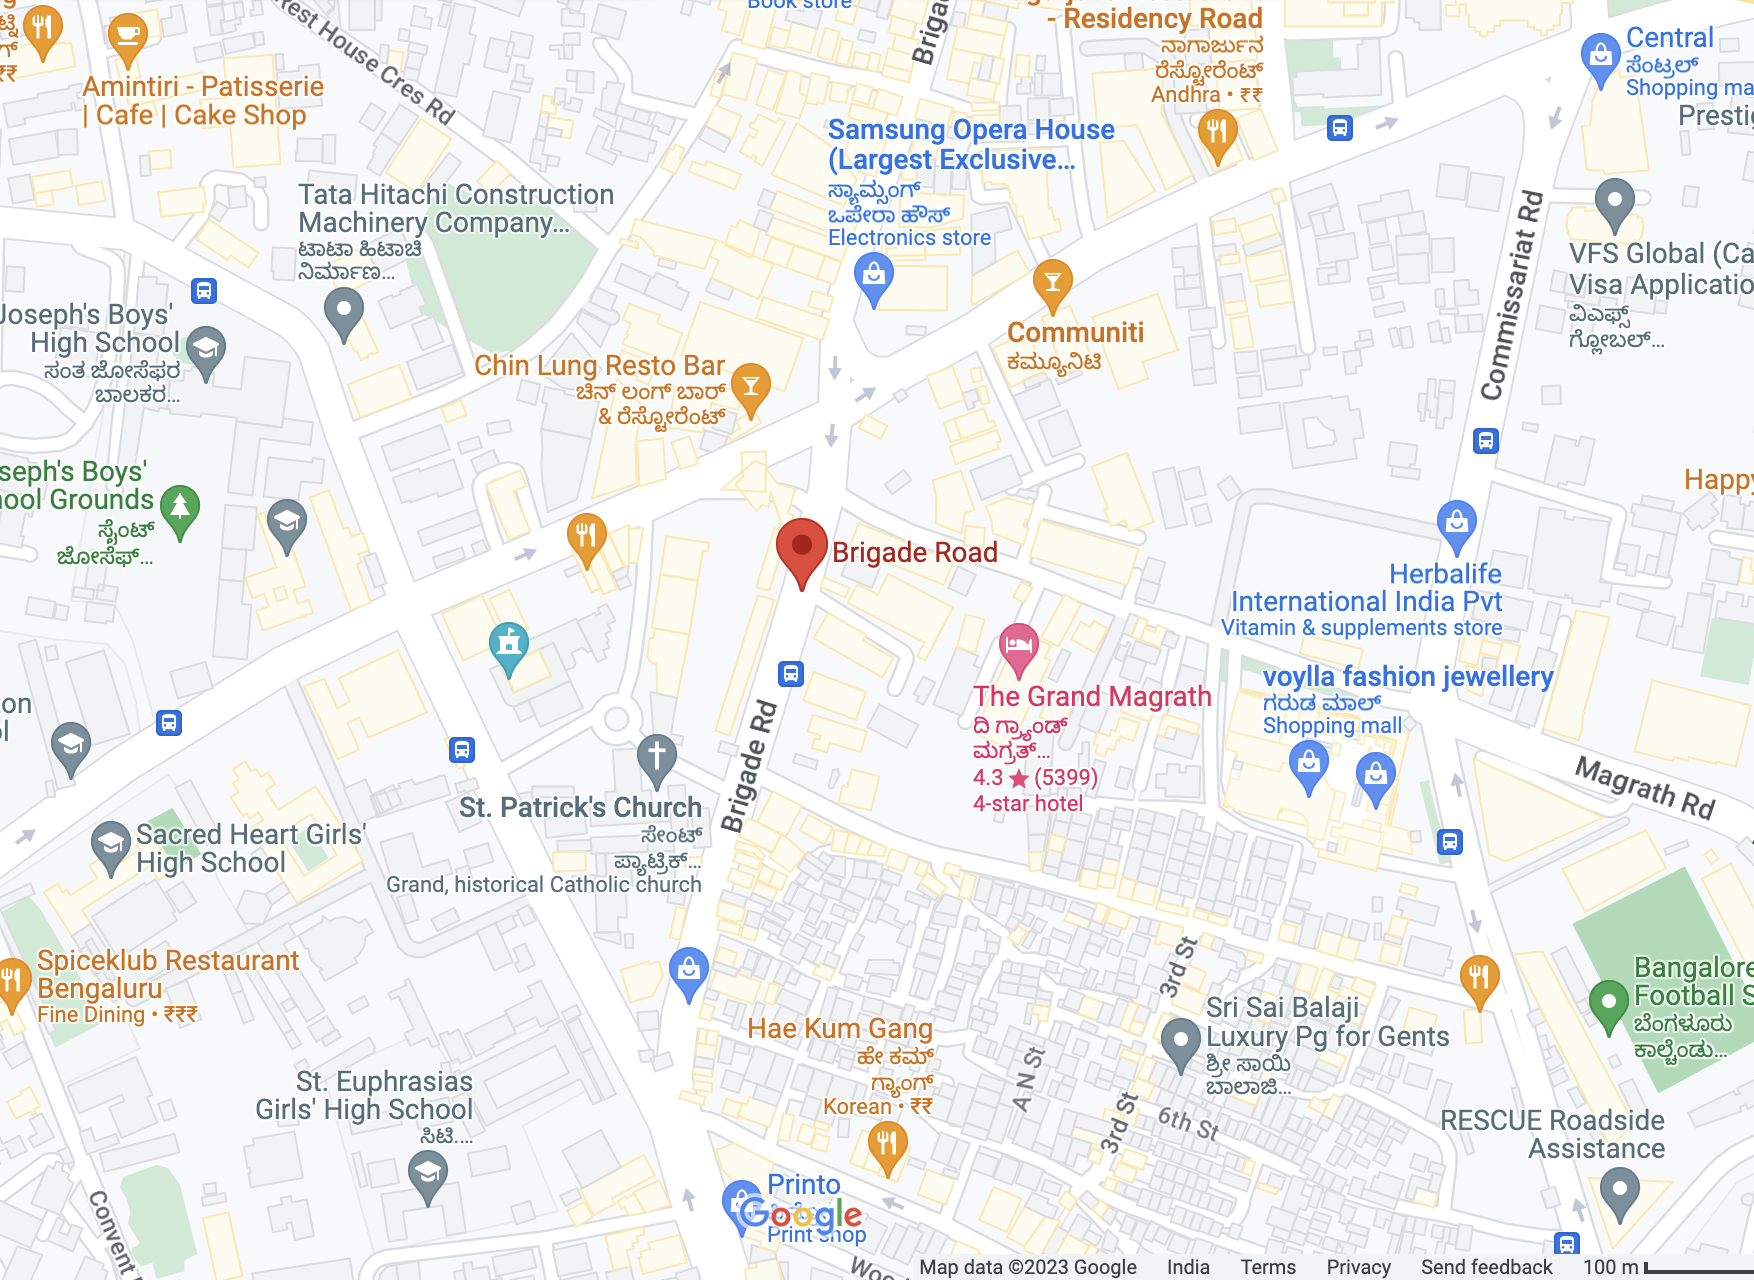 Book store
Brigad
- Residency Road
ನಾಗಾರ್ಜುನ
ರೆಸ್ಟೋರೆಂಟ್
Andhra • ₹₹
Central
ಸೆಂಟ್ರಲ್
Shopping ma
Prestig
Rest House Cres Rd
Amintiri - Patisserie
| Cafe | Cake Shop
₹₹
Samsung Opera House
(Largest Exclusive...
ಸ್ಯಾಮ್ಸಂಗ್
ಒಪೇರಾ ಹೌಸ್
Electronics store
Tata Hitachi Construction
Machinery Company...
ಟಾಟಾ ಹಿಟಾಚಿ
ನಿರ್ಮಾಣ...
Commissariat Rd
VFS Global (Ca
Visa Applicatio
ವಿಎಫ್ಸ್
ಗ್ಲೋಬಲ್...
Joseph's Boys'
High School
ಸಂತ ಜೋಸೆಫರ
ಬಾಲಕರ...
Communiti
ಕಮ್ಯೂನಿಟಿ
Chin Lung Resto Bar
ಚಿನ್ ಲಂಗ್ ಬಾರ್
& ರೆಸ್ಟೋರೆಂಟ್
seph's Boys'
hool Grounds
ಸೈಂಟ್
ಜೋಸೆಫ್...
Happy
Brigade Road
Herbalife
International India Pvt
Vitamin & supplements store
voylla fashion jewellery
ಗರುಡ ಮಾಲ್
Shopping mall
The Grand Magrath
ದಿ ಗ್ರ್ಯಾಂಡ್
ಮಗ್ರತ್...
4.3 ★ (5399)
4-star hotel
ton
ol
Brigade Rd
Magrath Rd
St. Patrick's Church
ಸೇಂಟ್
ಪ್ಯಾಟ್ರಿಕ್...
Grand, historical Catholic church
Sacred Heart Girls'
High School
Spiceklub Restaurant
Bengaluru
Fine Dining • ₹₹₹
3rd St
Bangalore
Football S
ಬೆಂಗಳೂರು
ಕಾಲ್ಚೆಂಡು...
Sri Sai Balaji
Luxury Pg for Gents
ಶ್ರೀ ಸಾಯಿ
ಬಾಲಾಜಿ...
Hae Kum Gang
ಹೇ ಕಮ್
ಗ್ಯಾಂಗ್
Korean • ₹₹
A N St
St. Euphrasias
Girls' High School
ಸಿಟಿ....
3rd St
6th St
RESCUE Roadside
Assistance
Printo
Print shop
Google
Convent
Woo
Map data ©2023 Google India Terms Privacy Send feedback 100 m